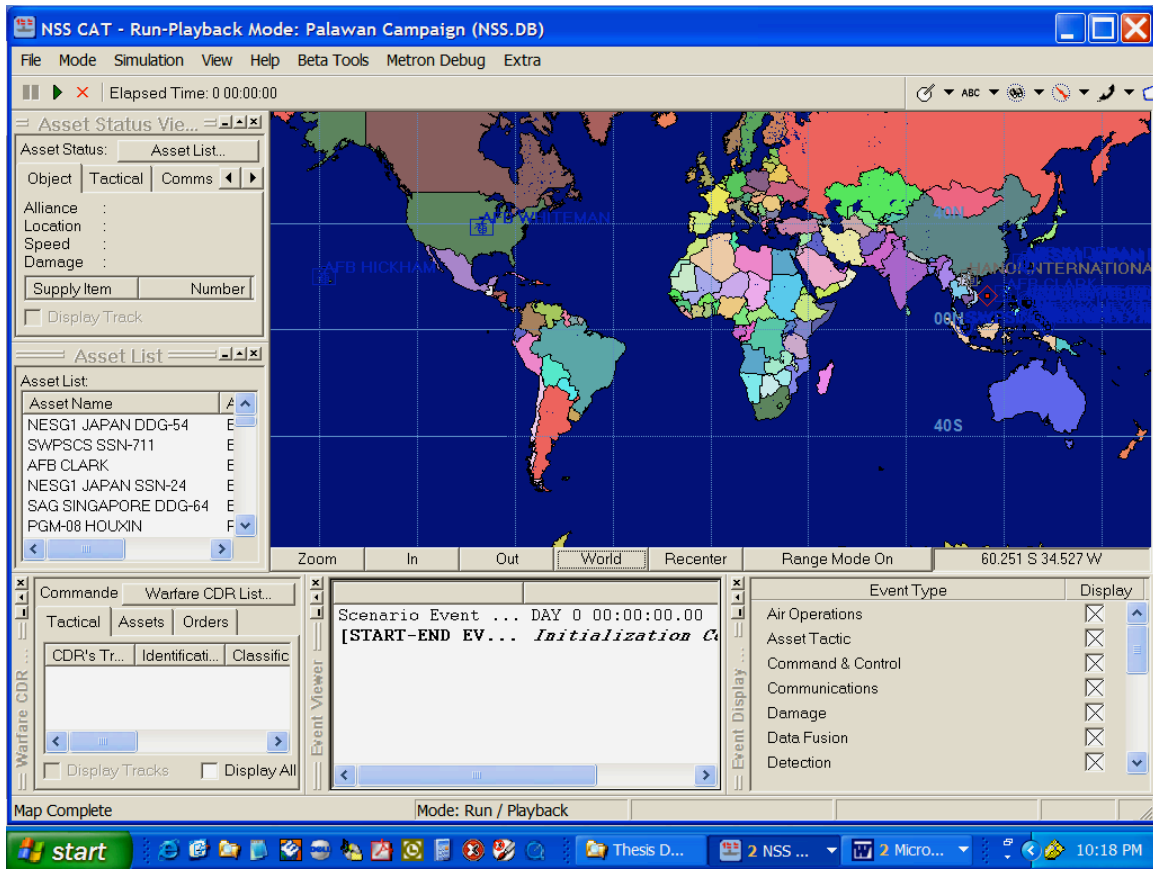 NSS CAT - Run-Playback Mode: Palawan Campaign (NSS.DB)
File Mode Simulation View Help Beta Tools Metron Debug Extra
Elapsed Time: 0 00:00:00
ABC
Asset Status Vie...
Asset Status: Asset List...
Object Tactical Comms
Alliance :
Location :
Speed :
Damage :
Supply Item Number
Display Track
Asset List
Asset List:
Asset Name
NESG1 JAPAN DDG-54 E
SWPSCS SSN-711 E
AFB CLARK E
NESG1 JAPAN SSN-24 E
SAG SINGAPORE DDG-64 E
PGM-08 HOUXIN F
AFB WHITEMAN
AFB HICKHAM
40N
HANOI INTERNATIONA
AFB CLARK
00N
40S
Zoom In Out World Recenter Range Mode On 60.251 S 34.527 W
Warfare CDR ...
Commande Warfare CDR List...
Tactical Assets Orders
CDR's Tr... Identificati... Classific
Display Tracks Display All
Event Viewer
Scenario Event ... DAY 0 00:00:00.00
[START-END EV... Initialization Co
Event Display ...
Event Type Display
Air Operations
Asset Tactic
Command & Control
Communications
Damage
Data Fusion
Detection
Map Complete Mode: Run / Playback
start Thesis D... 2 NSS ... 2 Micro... 10:18 PM